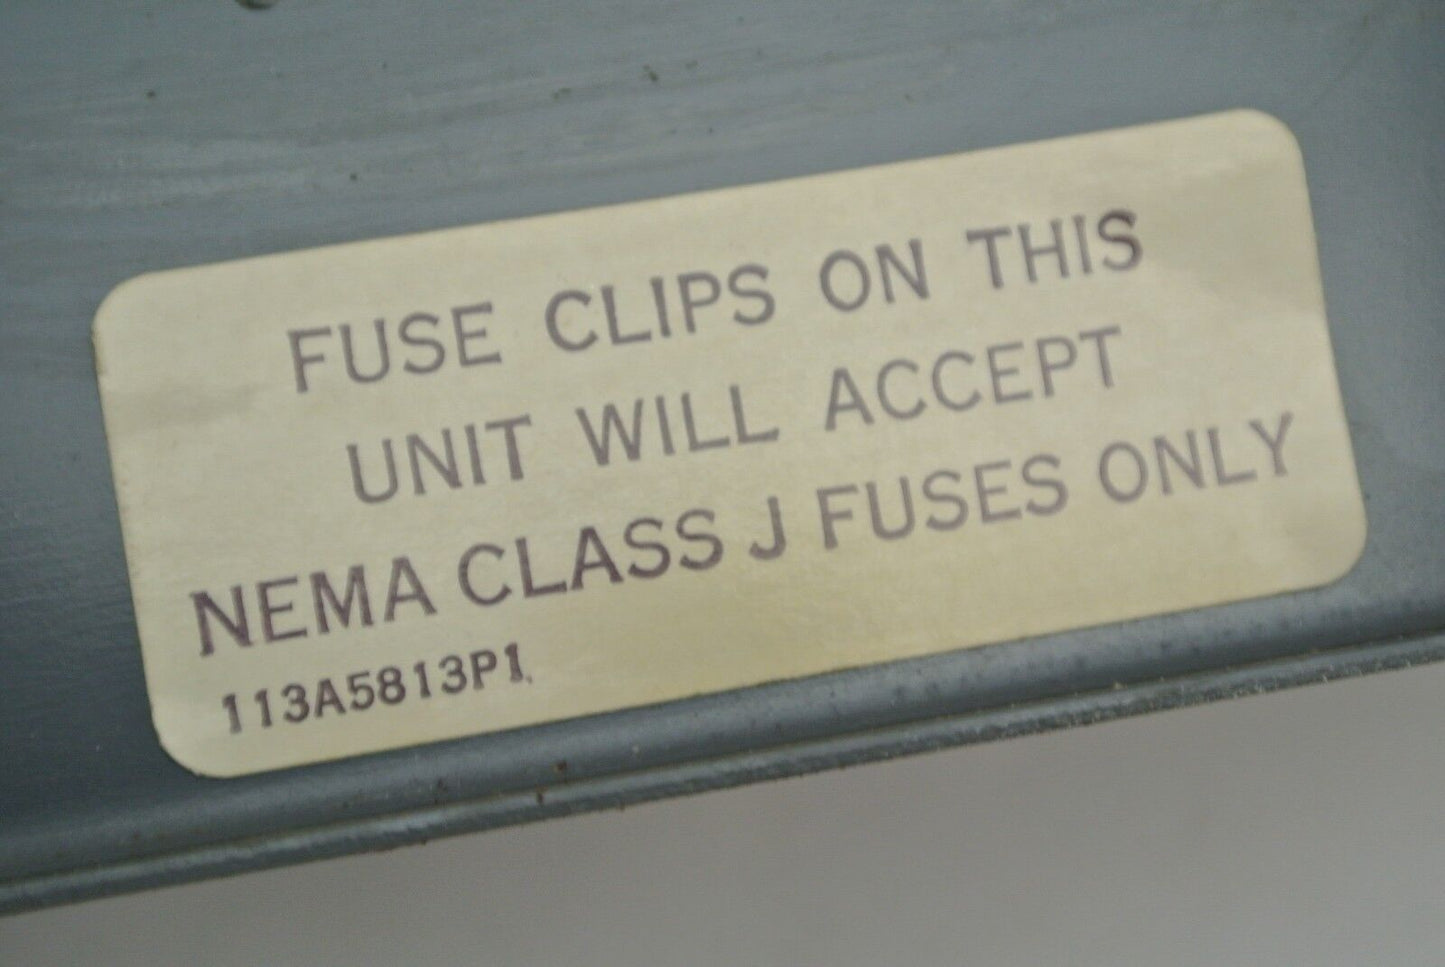 FUSE CLIPS ON THIS
UNIT WILL ACCEPT
NEMA CLASS J FUSES ONLY
113A5813P1